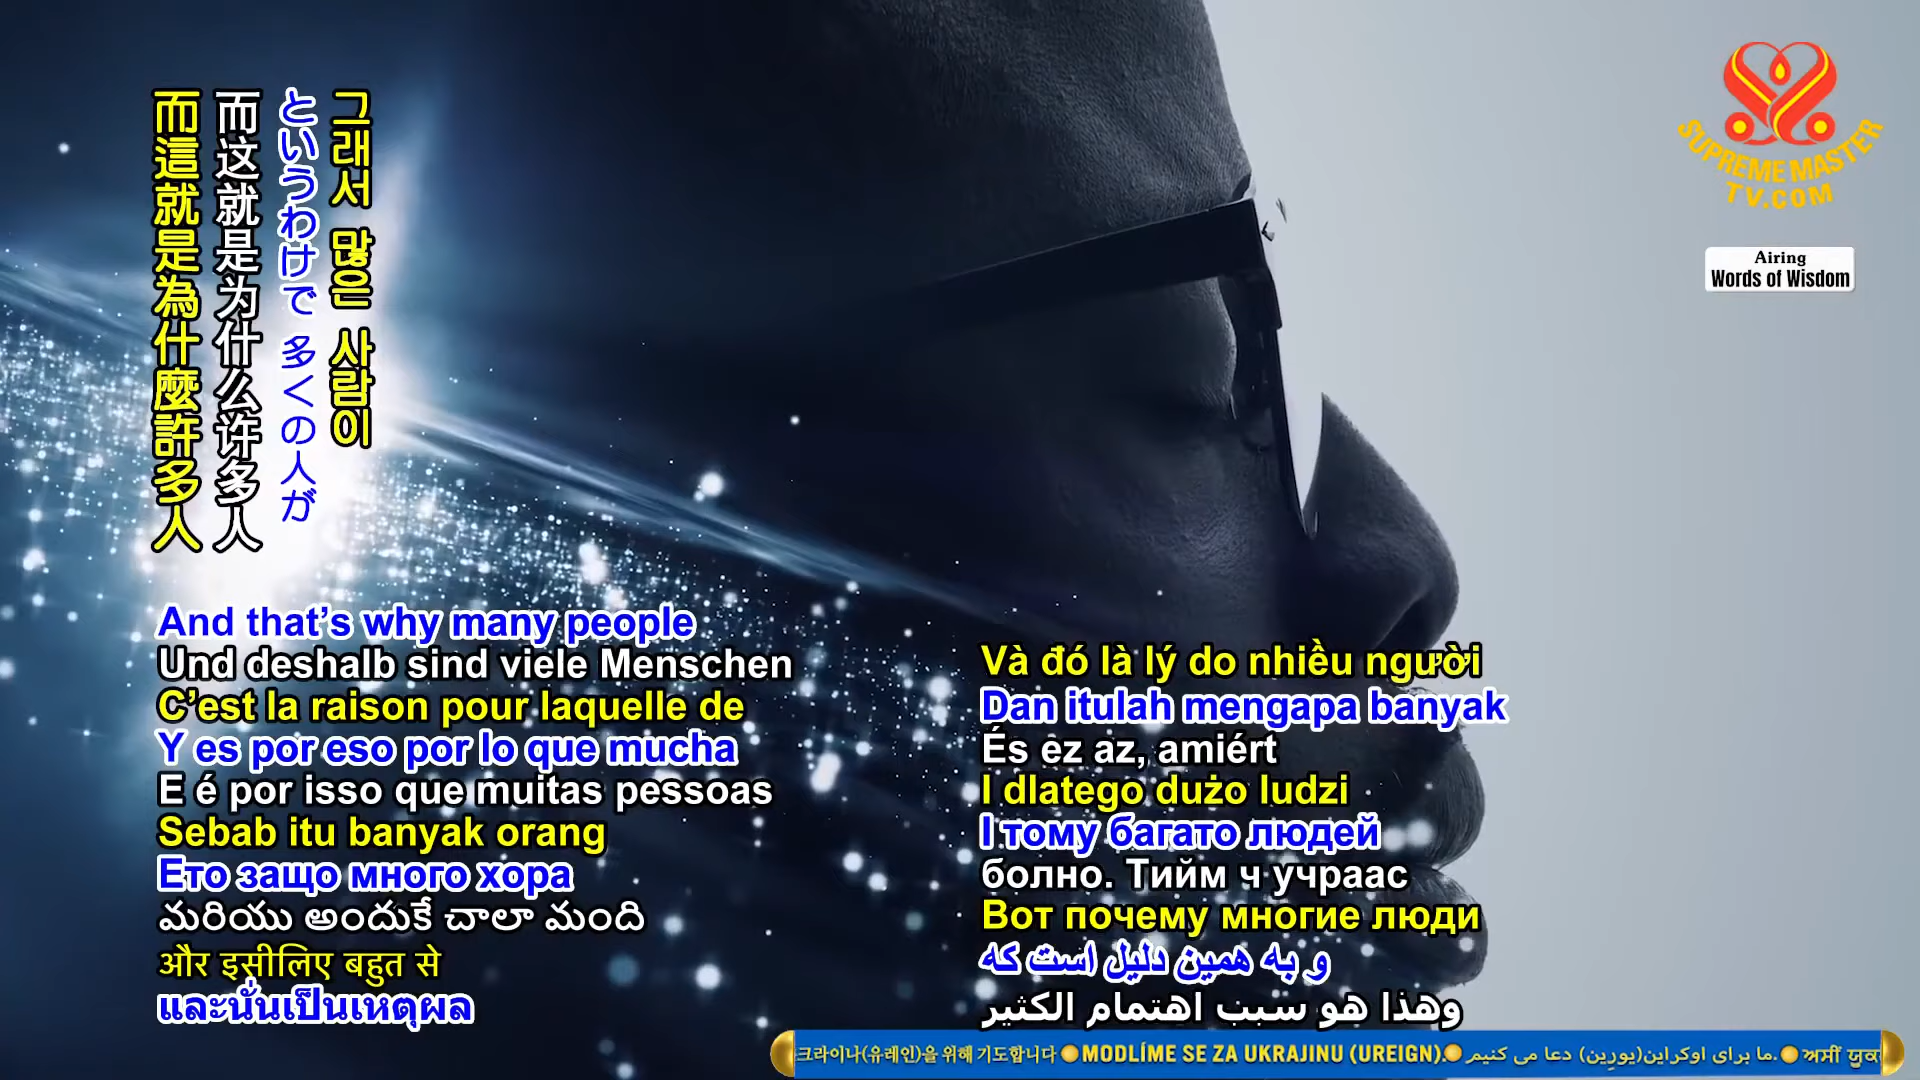 그래서 많은 사람이
というわけで 多くの人が
而这就是为什么许多人
而這就是為什麼許多人
SUPREME MASTER
TV.COM
Airing
Words of Wisdom
And that’s why many people
Und deshalb sind viele Menschen
C’est la raison pour laquelle de
Y es por eso por lo que mucha
E é por isso que muitas pessoas
Sebab itu banyak orang
Ето защо много хора
మరియు అందుకే చాలా మంది
और इसीलिए बहुत से
และนั่นเป็นเหตุผล
Và đó là lý do nhiều người
Dan itulah mengapa banyak
És ez az, amiért
I dlatego dużo ludzi
І тому багато людей
болно. Тийм ч учраас
Вот почему многие люди
و به همین دلیل است که
وهذا هو سبب اهتمام الكثير
크라이나(유레인)을 위해 기도합니다 MODLÍME SE ZA UKRAJINU (UREIGN). ما برای اوکراین(یورین) دعا می کنیم. ਅਸੀਂ